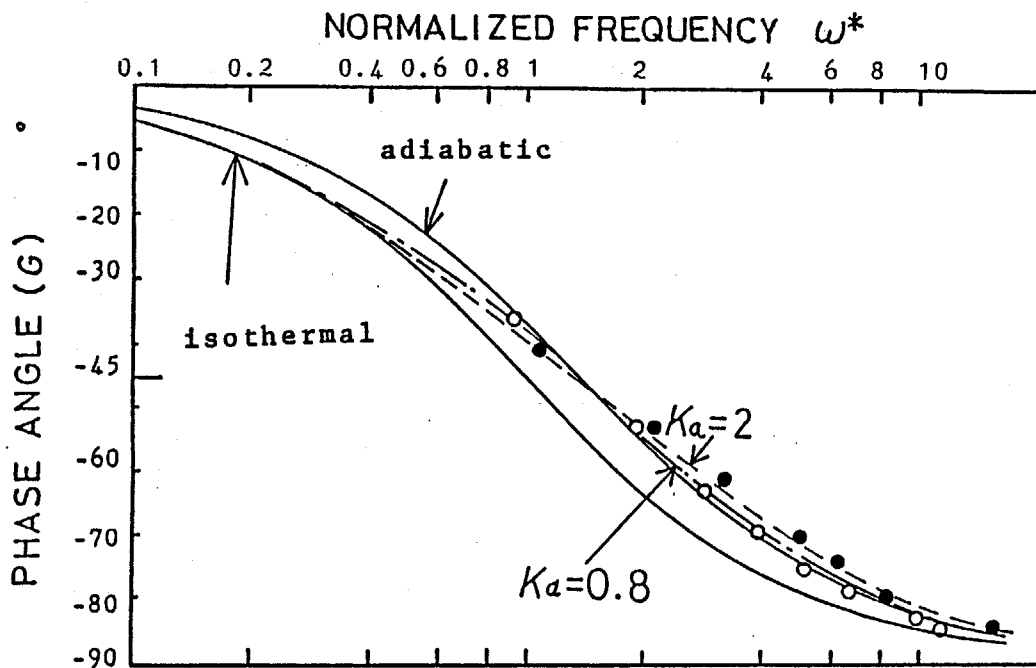 NORMALIZED FREQUENCY ω*
0.1 0.2 0.4 0.6 0.8 1 2 4 6 8 10
PHASE ANGLE (G) °
-10
-20
-30
-45
-60
-70
-80
-90
adiabatic
isothermal
Ka=2
Ka=0.8